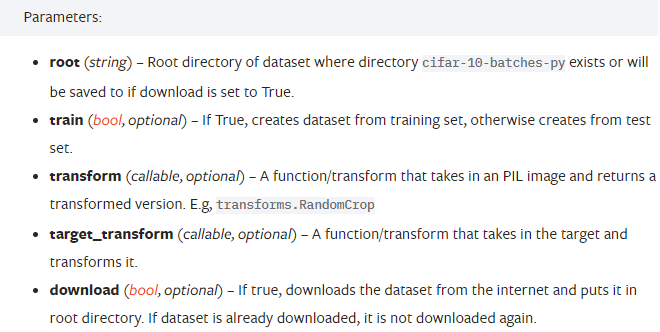 Parameters:
• root (string) – Root directory of dataset where directory cifar-10-batches-py exists or will
be saved to if download is set to True.
• train (bool, optional) – If True, creates dataset from training set, otherwise creates from test
set.
• transform (callable, optional) – A function/transform that takes in an PIL image and returns a
transformed version. E.g, transforms.RandomCrop
• target_transform (callable, optional) – A function/transform that takes in the target and
transforms it.
• download (bool, optional) – If true, downloads the dataset from the internet and puts it in
root directory. If dataset is already downloaded, it is not downloaded again.